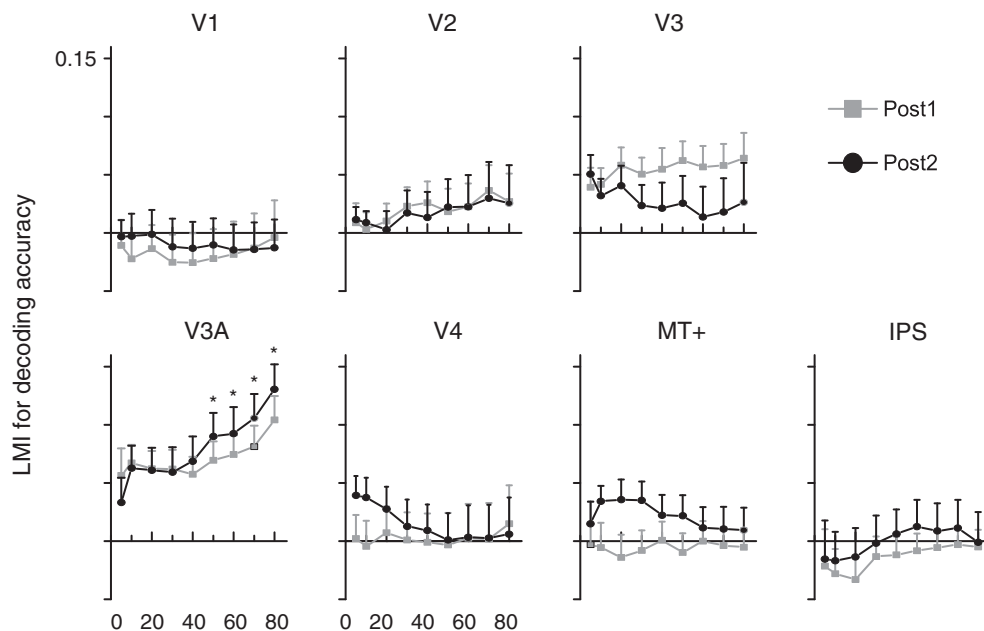 V1
V2
V3
0.15
Post1
Post2
LMI for decoding accuracy
V3A
V4
MT+
IPS
*
*
*
*
0 20 40 60 80
0 20 40 60 80